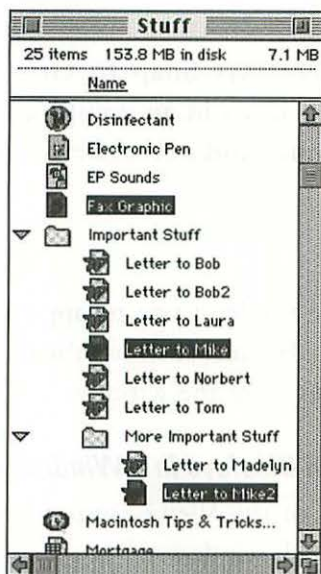 Stuff
25 items 153.8 MB in disk 7.1 MB
Name
Disinfectant
Electronic Pen
EP Sounds
Fax Graphic
Important Stuff
Letter to Bob
Letter to Bob2
Letter to Laura
Letter to Mike
Letter to Norbert
Letter to Tom
More Important Stuff
Letter to Madelyn
Letter to Mike2
Macintosh Tips & Tricks...
Mortgage